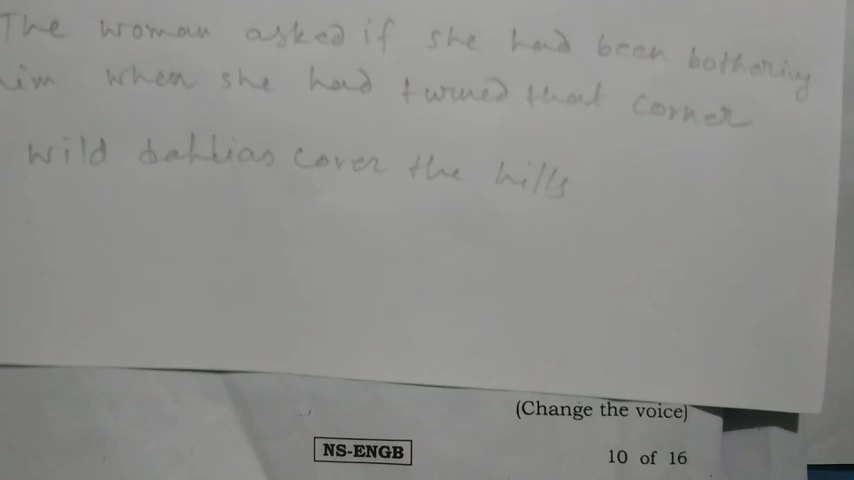 The woman asked if she had been bothering
him when she had turned that corner
Wild dahlias cover the hills
(Change the voice)
NS-ENGB
10 of 16